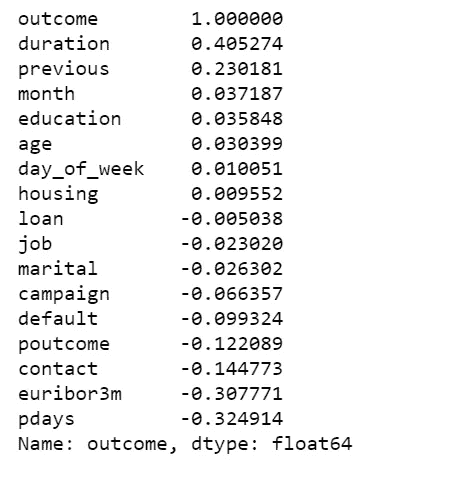 outcome 1.000000
duration 0.405274
previous 0.230181
month 0.037187
education 0.035848
age 0.030399
day_of_week 0.010051
housing 0.009552
loan -0.005038
job -0.023020
marital -0.026302
campaign -0.066357
default -0.099324
poutcome -0.122089
contact -0.144773
euribor3m -0.307771
pdays -0.324914
Name: outcome, dtype: float64